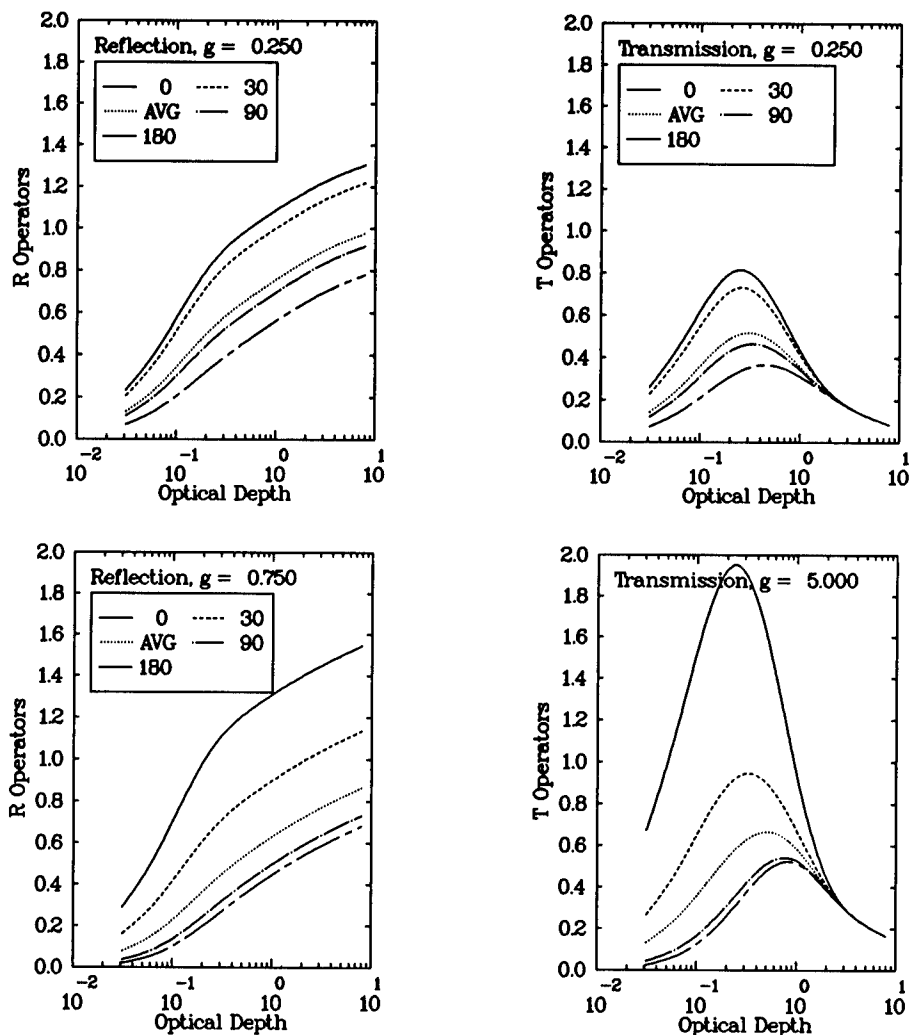 Reflection, g = 0.250
0 30
AVG 90
180
R Operators
2.0
1.8
1.6
1.4
1.2
1.0
0.8
0.6
0.4
0.2
0.0
10^-2 10^-1 10^0 10^1
Optical Depth
Transmission, g = 0.250
0 30
AVG 90
180
T Operators
2.0
1.8
1.6
1.4
1.2
1.0
0.8
0.6
0.4
0.2
0.0
10^-2 10^-1 10^0 10^1
Optical Depth
Reflection, g = 0.750
0 30
AVG 90
180
R Operators
2.0
1.8
1.6
1.4
1.2
1.0
0.8
0.6
0.4
0.2
0.0
10^-2 10^-1 10^0 10^1
Optical Depth
Transmission, g = 5.000
T Operators
2.0
1.8
1.6
1.4
1.2
1.0
0.8
0.6
0.4
0.2
0.0
10^-2 10^-1 10^0 10^1
Optical Depth